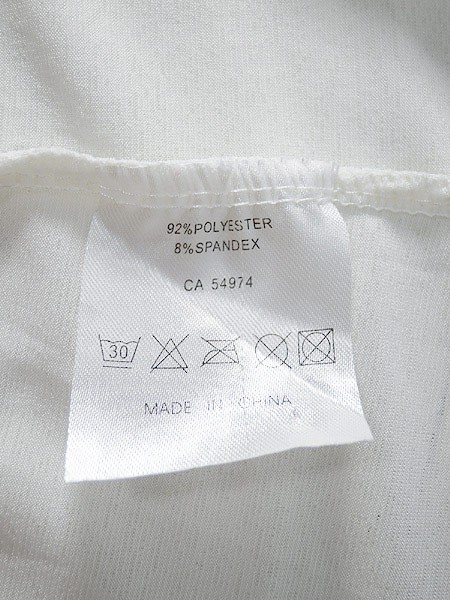 92%POLYESTER
8%SPANDEX
CA 54974
30
MADE IN CHINA